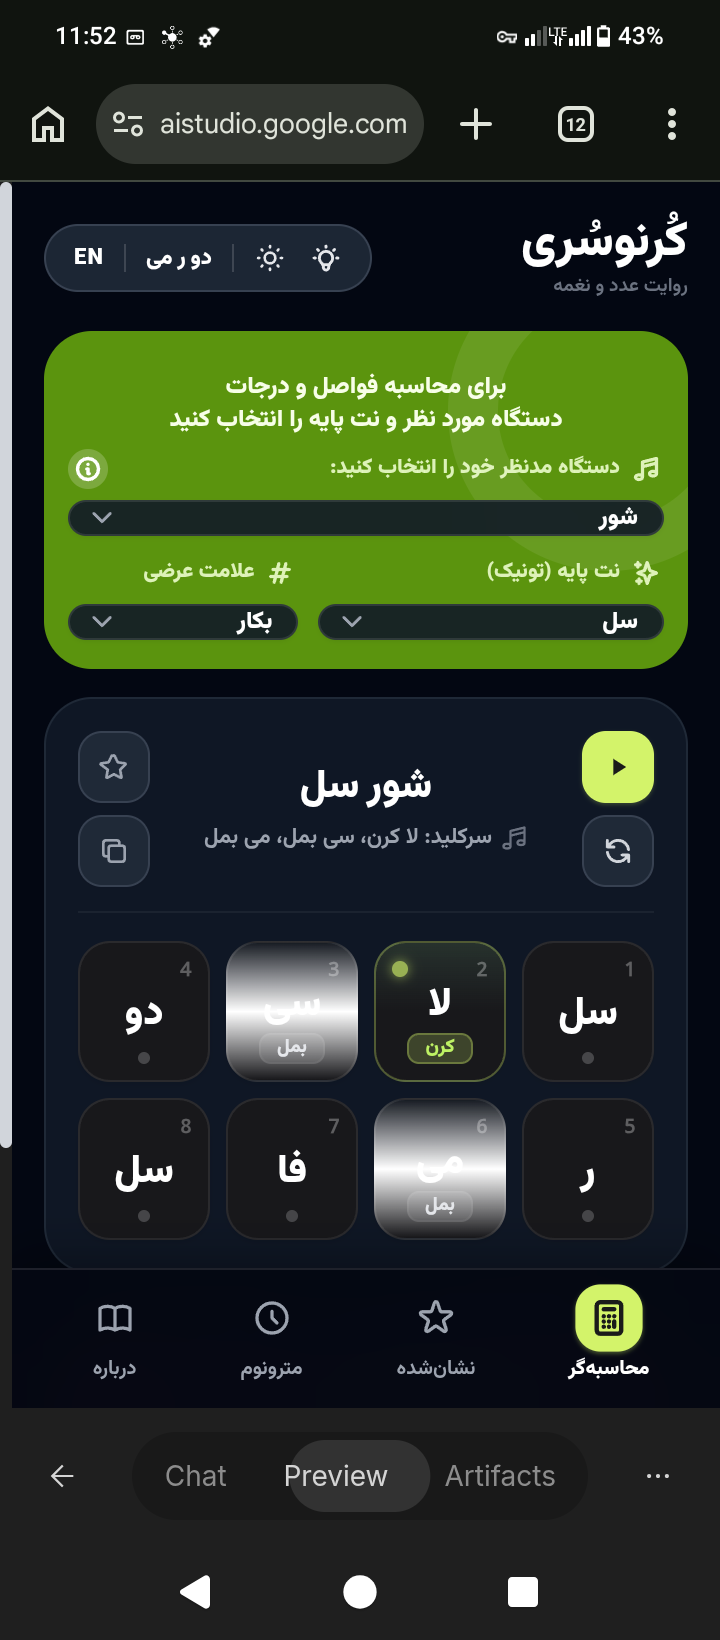 11:52
LTE
43%
aistudio.google.com
12
کُرنوسُری
روایت عدد و نغمه
دو ر می
EN
برای محاسبه فواصل و درجات
دستگاه مورد نظر و نت پایه را انتخاب کنید
دستگاه مدنظر خود را انتخاب کنید:
شور
نت پایه (تونیک)
علامت عرضی
سل
بکار
شور سل
سرکلید: لا کرن، سی بمل، می بمل
1
سل
2
لا
کرن
3
سی
بمل
4
دو
5
ر
6
می
بمل
7
فا
8
سل
محاسبه‌گر
نشان‌شده
مترونوم
درباره
Chat
Preview
Artifacts